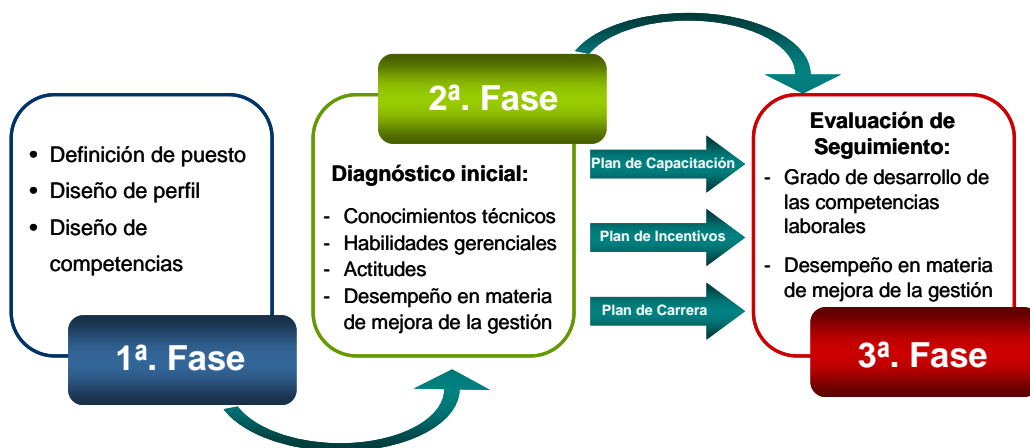 • Definición de puesto
• Diseño de perfil
• Diseño de
competencias
1ª. Fase
2ª. Fase
Diagnóstico inicial:
- Conocimientos técnicos
- Habilidades gerenciales
- Actitudes
- Desempeño en materia
de mejora de la gestión
Plan de Capacitación
Plan de Incentivos
Plan de Carrera
Evaluación de
Seguimiento:
- Grado de desarrollo de
las competencias
laborales
- Desempeño en materia
de mejora de la gestión
3ª. Fase